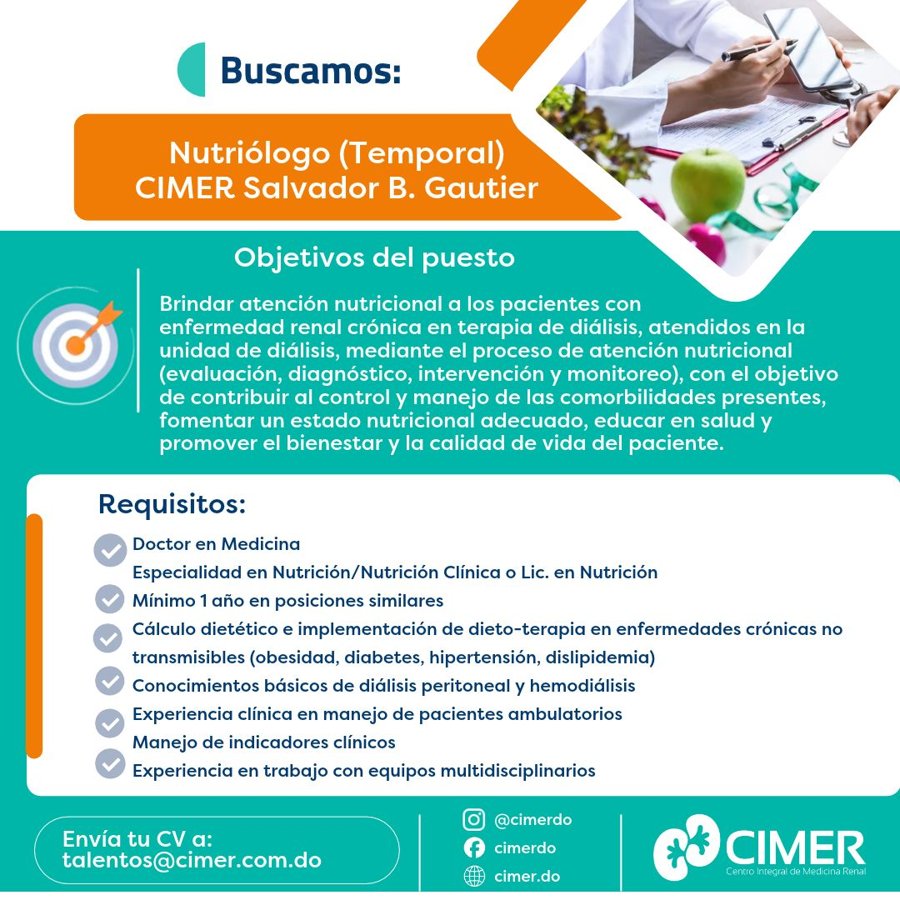 Buscamos:
Nutriólogo (Temporal)
CIMER Salvador B. Gautier
Objetivos del puesto
Brindar atención nutricional a los pacientes con
enfermedad renal crónica en terapia de diálisis, atendidos en la
unidad de diálisis, mediante el proceso de atención nutricional
(evaluación, diagnóstico, intervención y monitoreo), con el objetivo
de contribuir al control y manejo de las comorbilidades presentes,
fomentar un estado nutricional adecuado, educar en salud y
promover el bienestar y la calidad de vida del paciente.
Requisitos:
Doctor en Medicina
Especialidad en Nutrición/Nutrición Clínica o Lic. en Nutrición
Mínimo 1 año en posiciones similares
Cálculo dietético e implementación de dieto-terapia en enfermedades crónicas no
transmisibles (obesidad, diabetes, hipertensión, dislipidemia)
Conocimientos básicos de diálisis peritoneal y hemodiálisis
Experiencia clínica en manejo de pacientes ambulatorios
Manejo de indicadores clínicos
Experiencia en trabajo con equipos multidisciplinarios
Envía tu CV a:
talentos@cimer.com.do
@cimerdo
cimerdo
cimer.do
CIMER
Centro Integral de Medicina Renal